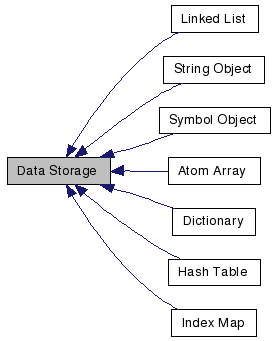 Linked List
String Object
Symbol Object
Data Storage
Atom Array
Dictionary
Hash Table
Index Map